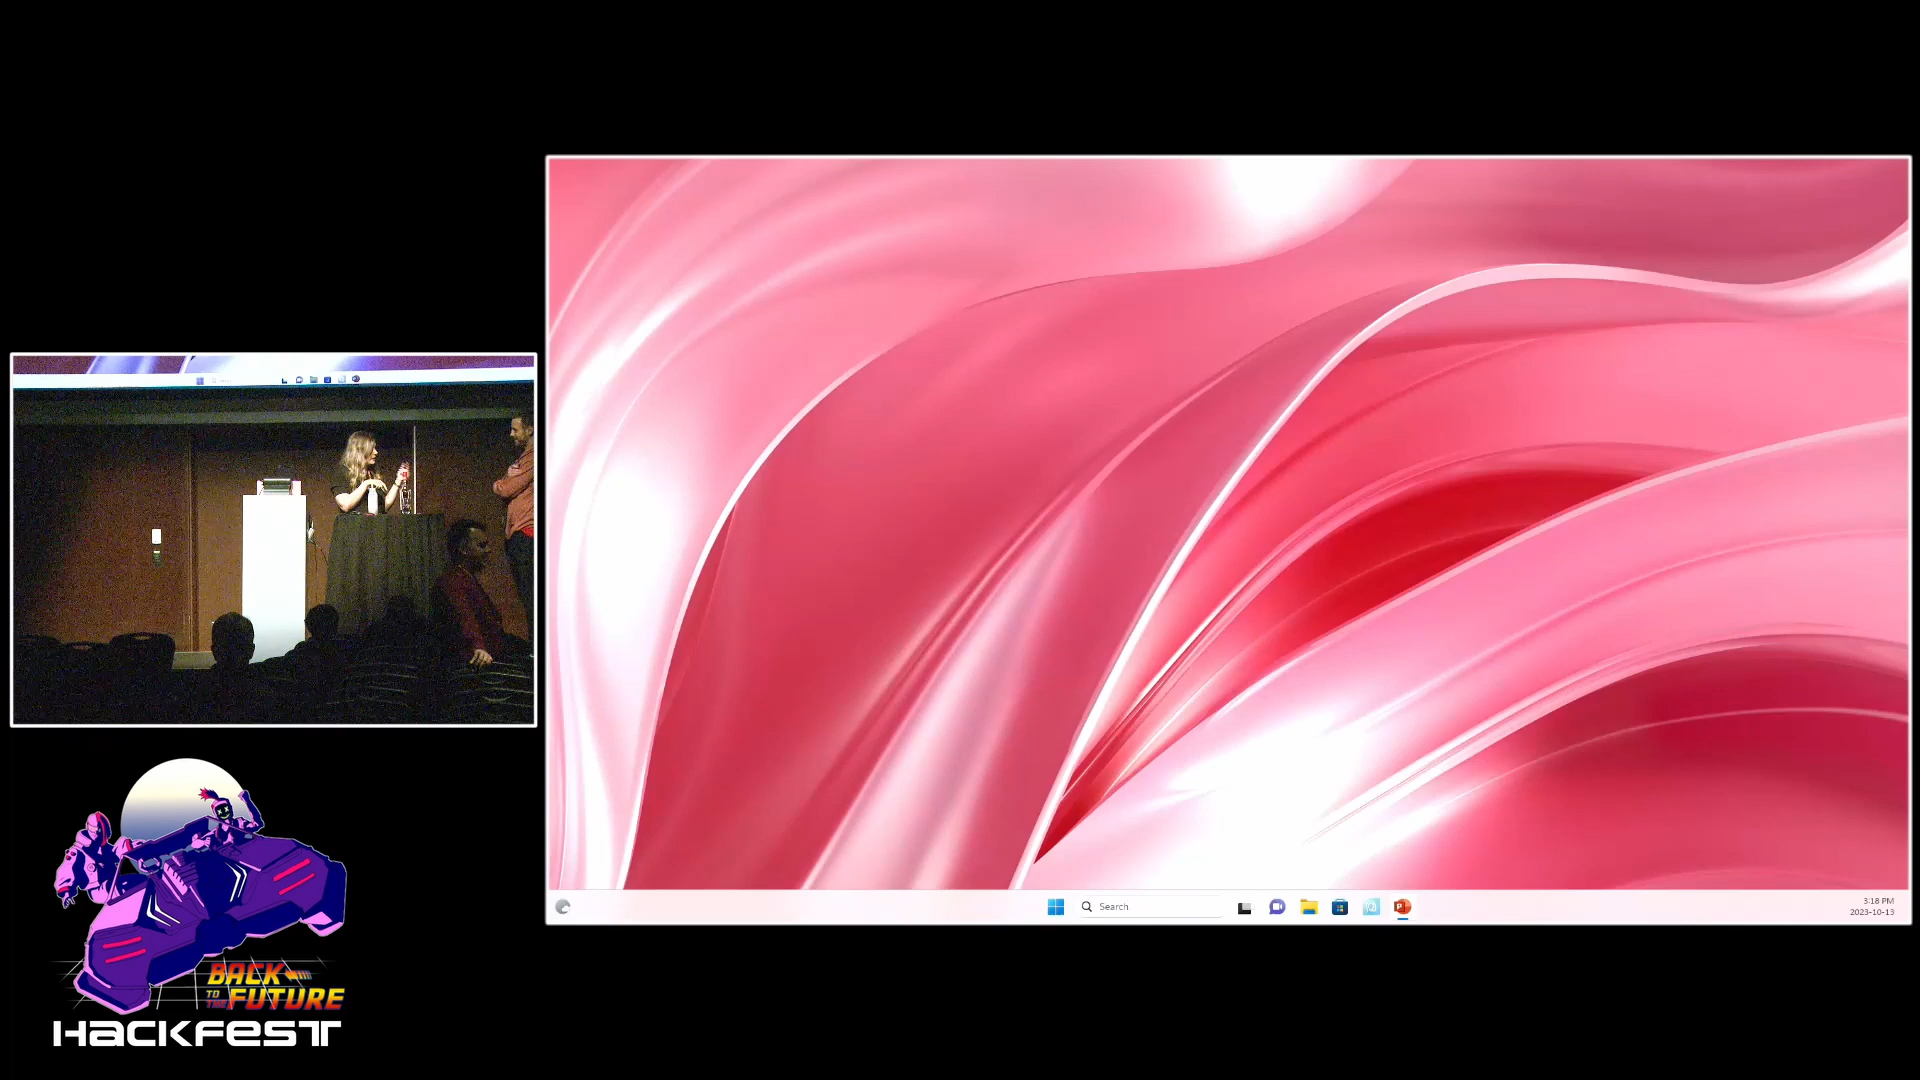 BACK
TO THE FUTURE
HACKFEST
Search
3:18 PM
2023-10-13